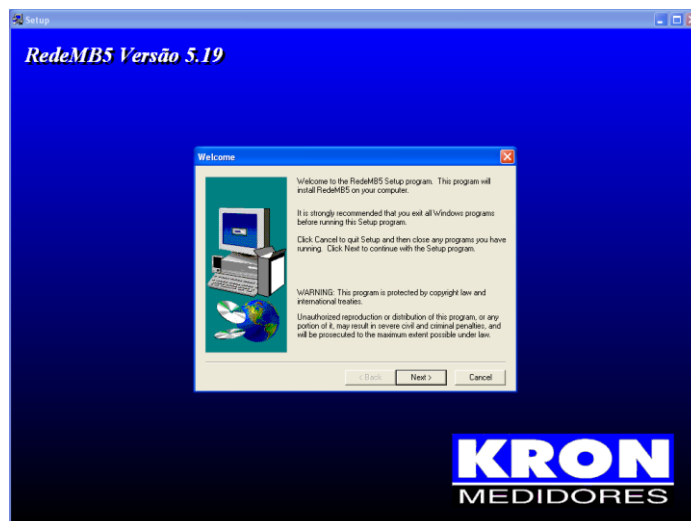 Setup
RedeMB5 Versão 5.19
Welcome
Welcome to the RedeMB5 Setup program. This program will
install RedeMB5 on your computer.
It is strongly recommended that you exit all Windows programs
before running this Setup program.
Click Cancel to quit Setup and then close any programs you have
running. Click Next to continue with the Setup program.
WARNING: This program is protected by copyright law and
international treaties.
Unauthorized reproduction or distribution of this program, or any
portion of it, may result in severe civil and criminal penalties, and
will be prosecuted to the maximum extent possible under law.
< Back
Next >
Cancel
KRON
MEDIDORES